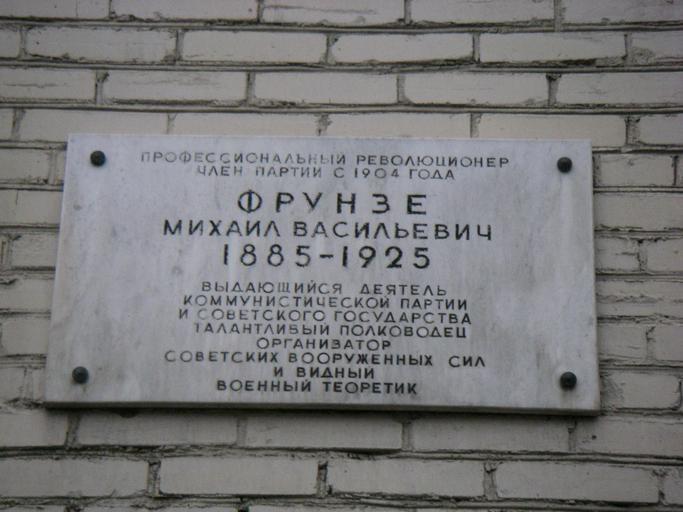 ПРОФЕССИОНАЛЬНЫЙ РЕВОЛЮЦИОНЕР
ЧЛЕН ПАРТИИ С 1904 ГОДА
ФРУНЗЕ
МИХАИЛ ВАСИЛЬЕВИЧ
1885-1925
ВЫДАЮЩИЙСЯ ДЕЯТЕЛЬ
КОММУНИСТИЧЕСКОЙ ПАРТИИ
И СОВЕТСКОГО ГОСУДАРСТВА
ТАЛАНТЛИВЫЙ ПОЛКОВОДЕЦ
ОРГАНИЗАТОР
СОВЕТСКИХ ВООРУЖЕННЫХ СИЛ
И ВИДНЫЙ
ВОЕННЫЙ ТЕОРЕТИК